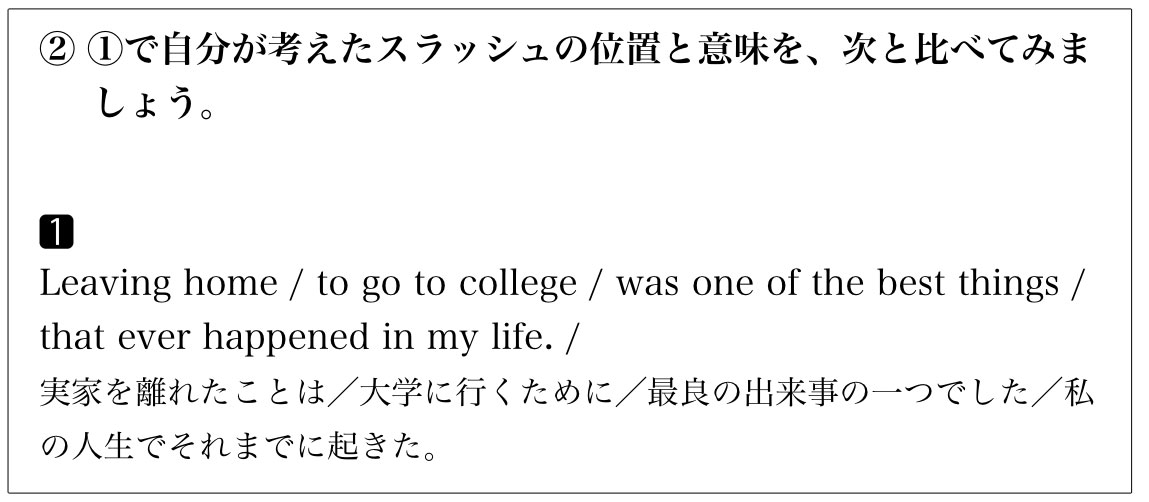 ② ①で自分が考えたスラッシュの位置と意味を、次と比べてみま
しょう。
1
Leaving home / to go to college / was one of the best things /
that ever happened in my life. /
実家を離れたことは／大学に行くために／最良の出来事の一つでした／私
の人生でそれまでに起きた。